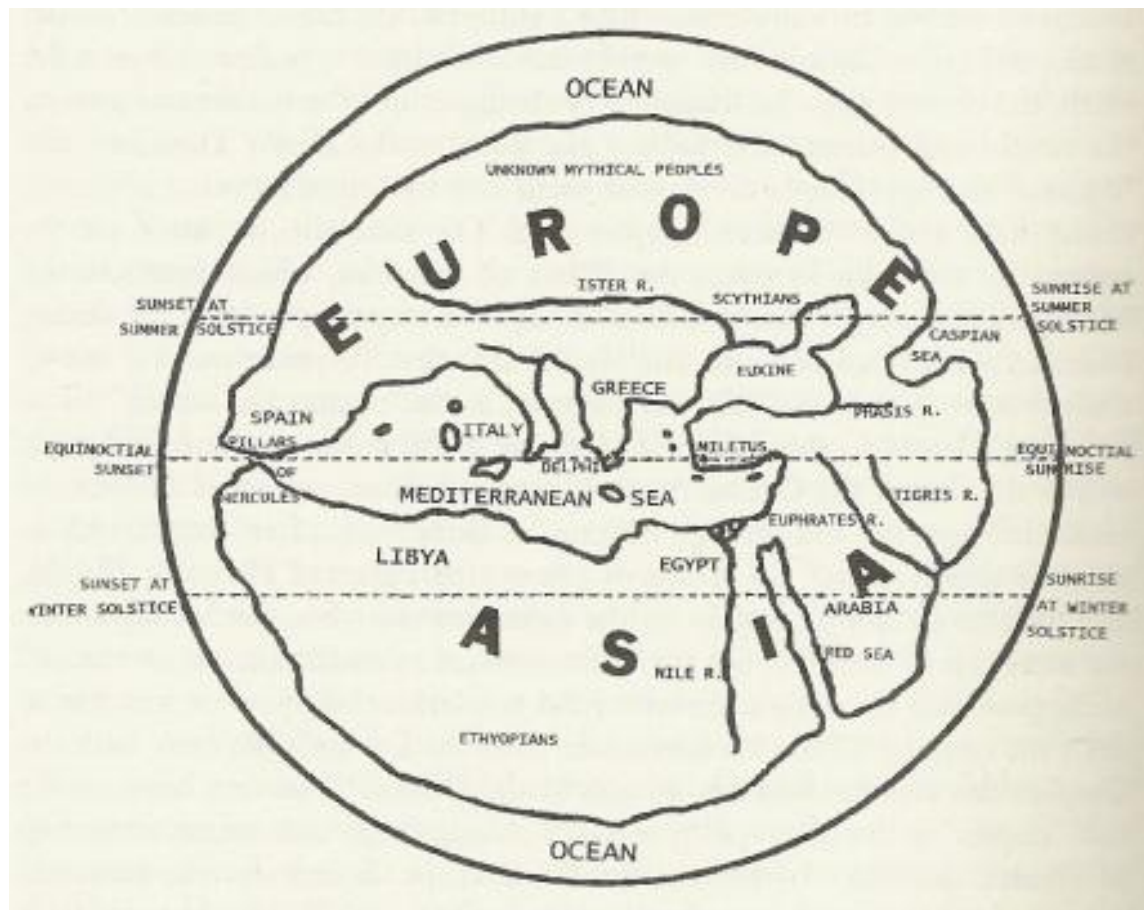 OCEAN
UNKNOWN MYTHICAL PEOPLES
EUROPE
ISTER R.
SCYTHIANS
SUNSET AT
SUMMER SOLSTICE
SUNRISE AT
SUMMER
SOLSTICE
CASPIAN
SEA
EUXINE
GREECE
SPAIN
PHASIS R.
ITALY
PILLARS
OF
HERCULES
EQUINOCTIAL
SUNSET
DELPHI
MILETUS
EQUINOCTIAL
SUNRISE
MEDITERRANEAN SEA
TIGRIS R.
EUPHRATES R.
LIBYA
EGYPT
SUNSET AT
WINTER SOLSTICE
SUNRISE
AT WINTER
SOLSTICE
ARABIA
ASIA
RED SEA
NILE R.
ETHYOPIANS
OCEAN